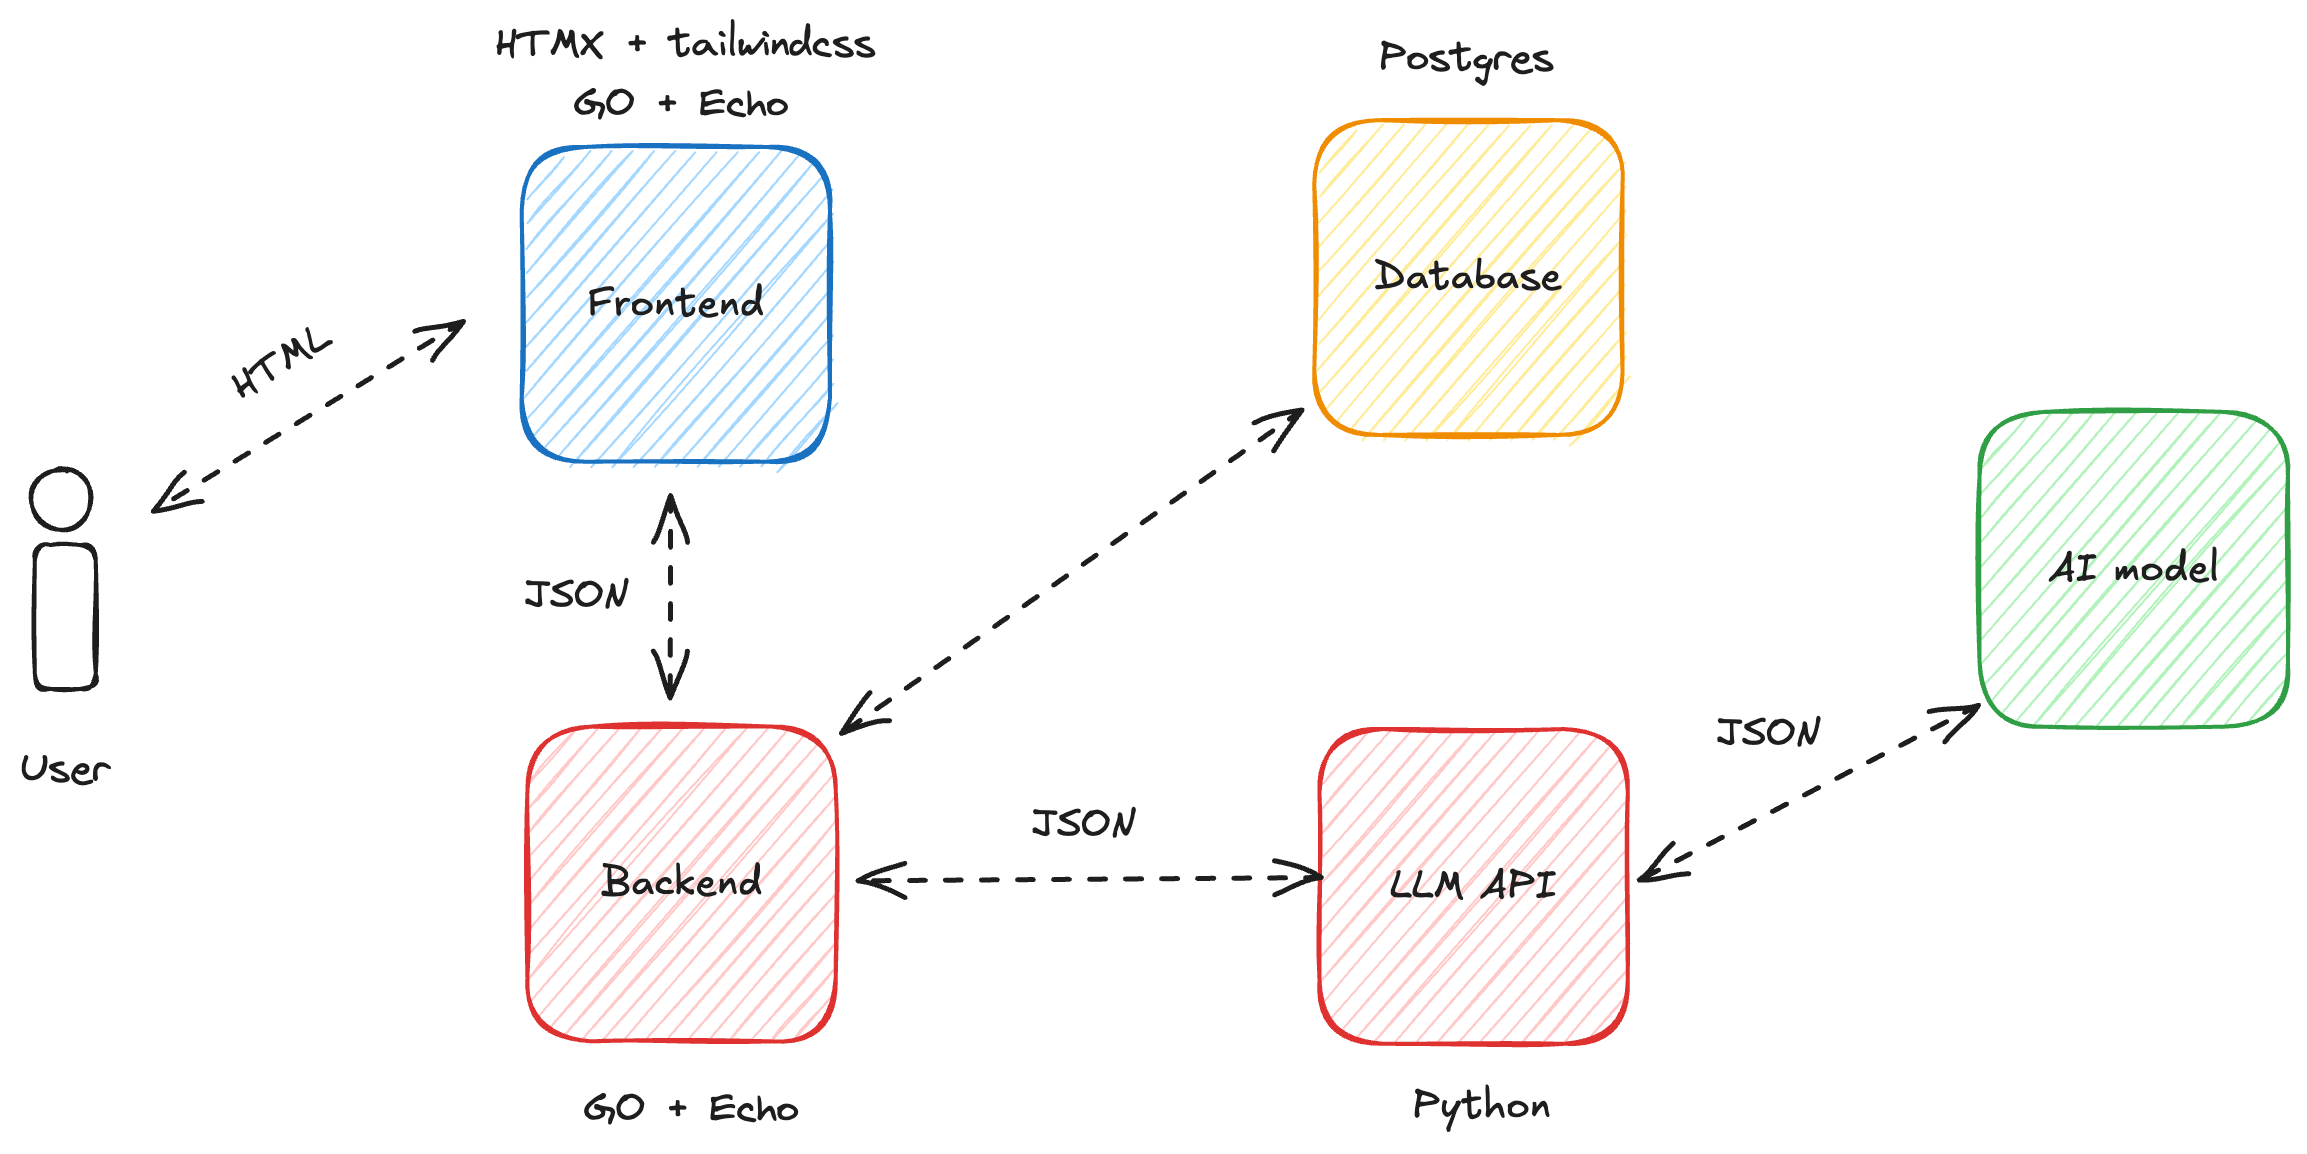 HTMX + tailwindcss
GO + Echo
Postgres
Frontend
Database
HTML
AI model
JSON
User
JSON
JSON
Backend
LLM API
GO + Echo
Python